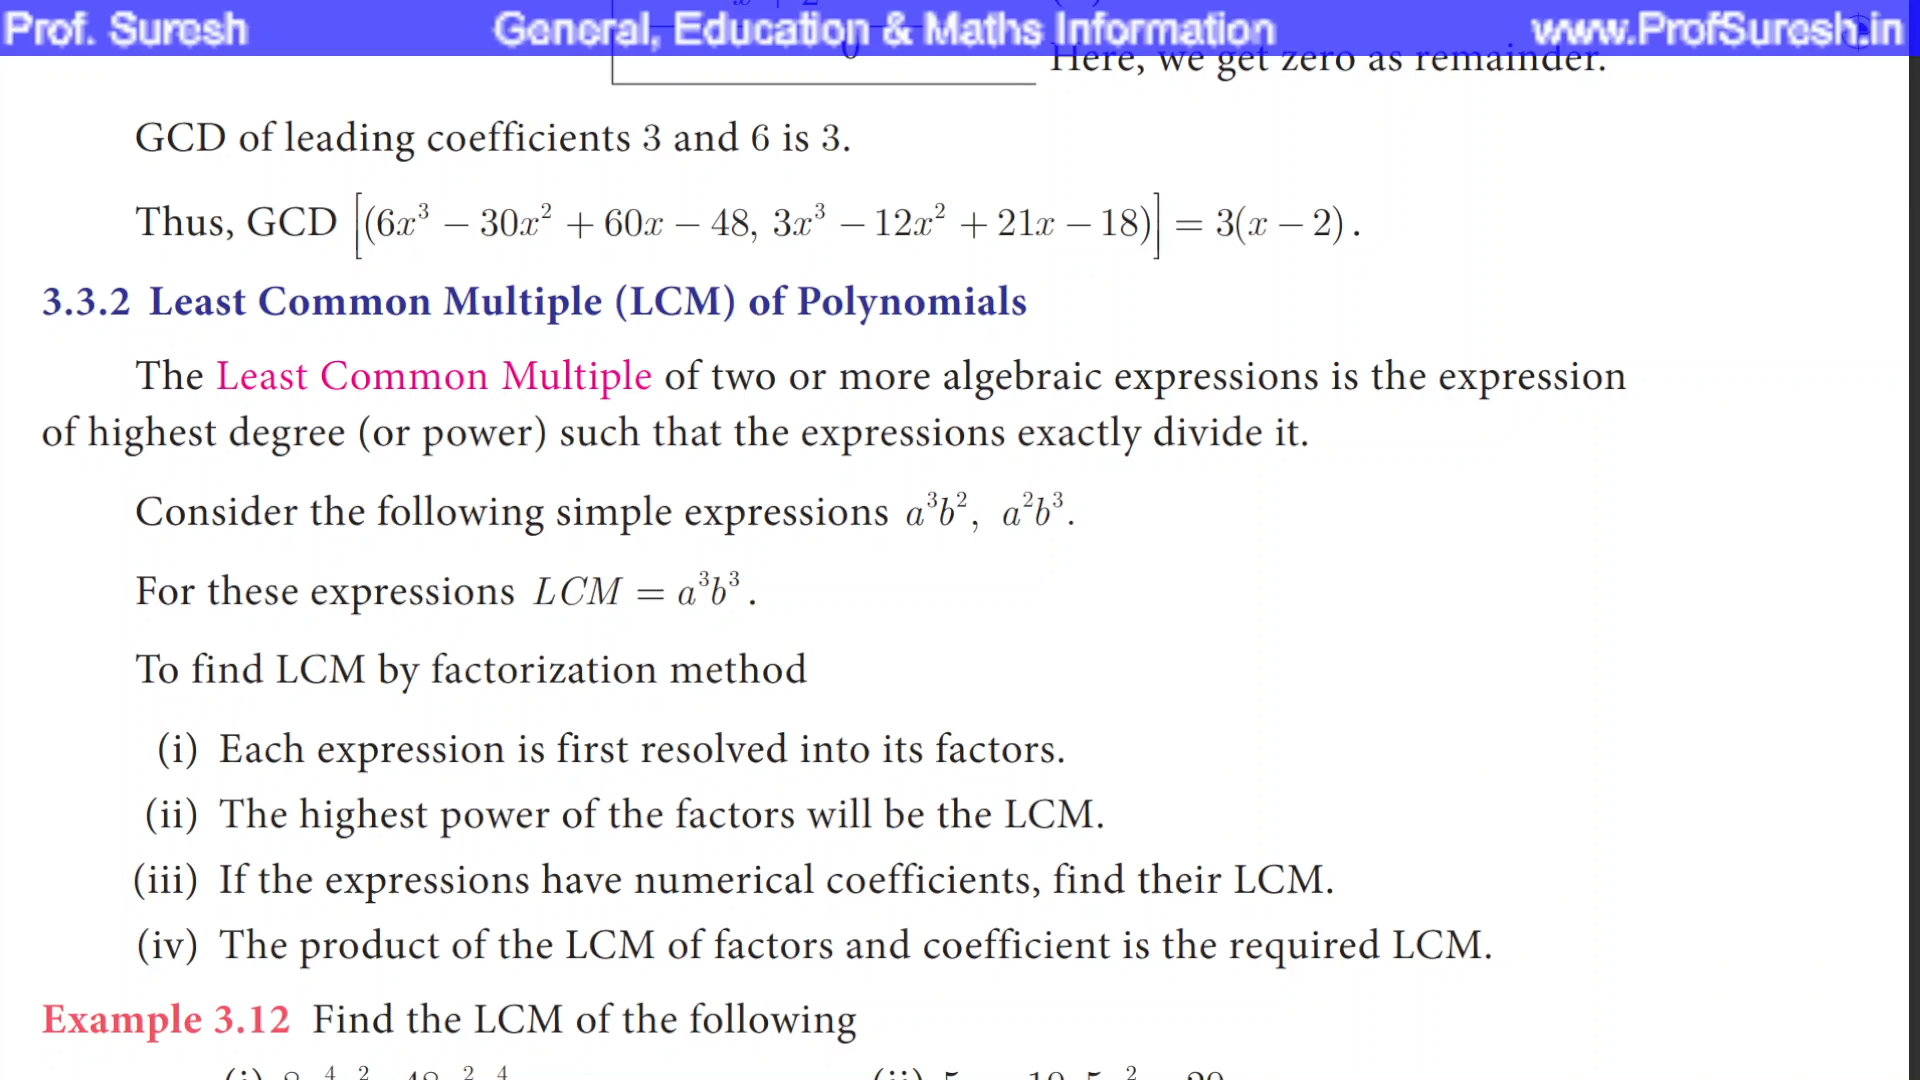 Prof. Suresh General, Education & Maths Information www.ProfSuresh.in
0 Here, we get zero as remainder.
GCD of leading coefficients 3 and 6 is 3.
Thus, GCD [(6x³ − 30x² + 60x − 48, 3x³ − 12x² + 21x − 18)] = 3(x − 2).
3.3.2 Least Common Multiple (LCM) of Polynomials
The Least Common Multiple of two or more algebraic expressions is the expression
of highest degree (or power) such that the expressions exactly divide it.
Consider the following simple expressions a³b², a²b³.
For these expressions LCM = a³b³.
To find LCM by factorization method
(i) Each expression is first resolved into its factors.
(ii) The highest power of the factors will be the LCM.
(iii) If the expressions have numerical coefficients, find their LCM.
(iv) The product of the LCM of factors and coefficient is the required LCM.
Example 3.12 Find the LCM of the following